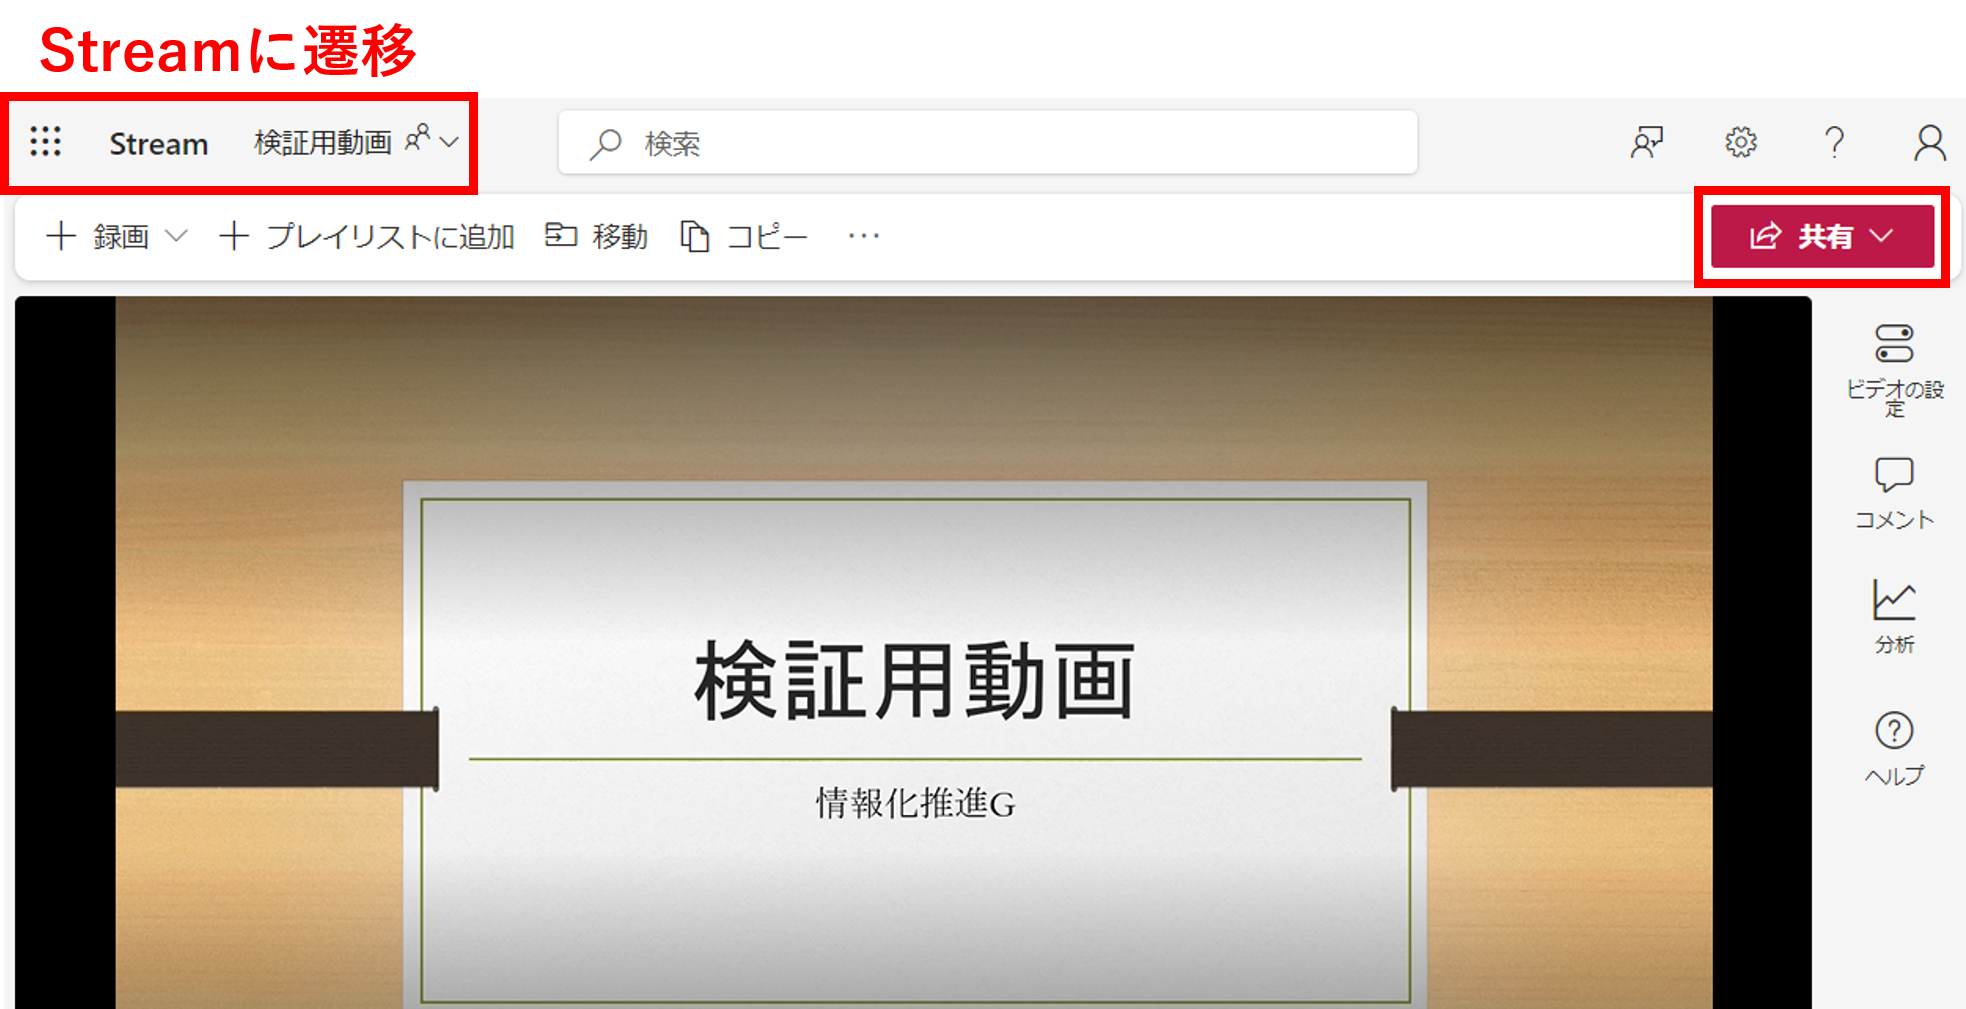 Streamに遷移
Stream 検証用動画
検索
録画 プレイリストに追加 移動 コピー ...
共有
ビデオの設
定
コメント
分析
ヘルプ
検証用動画
情報化推進G